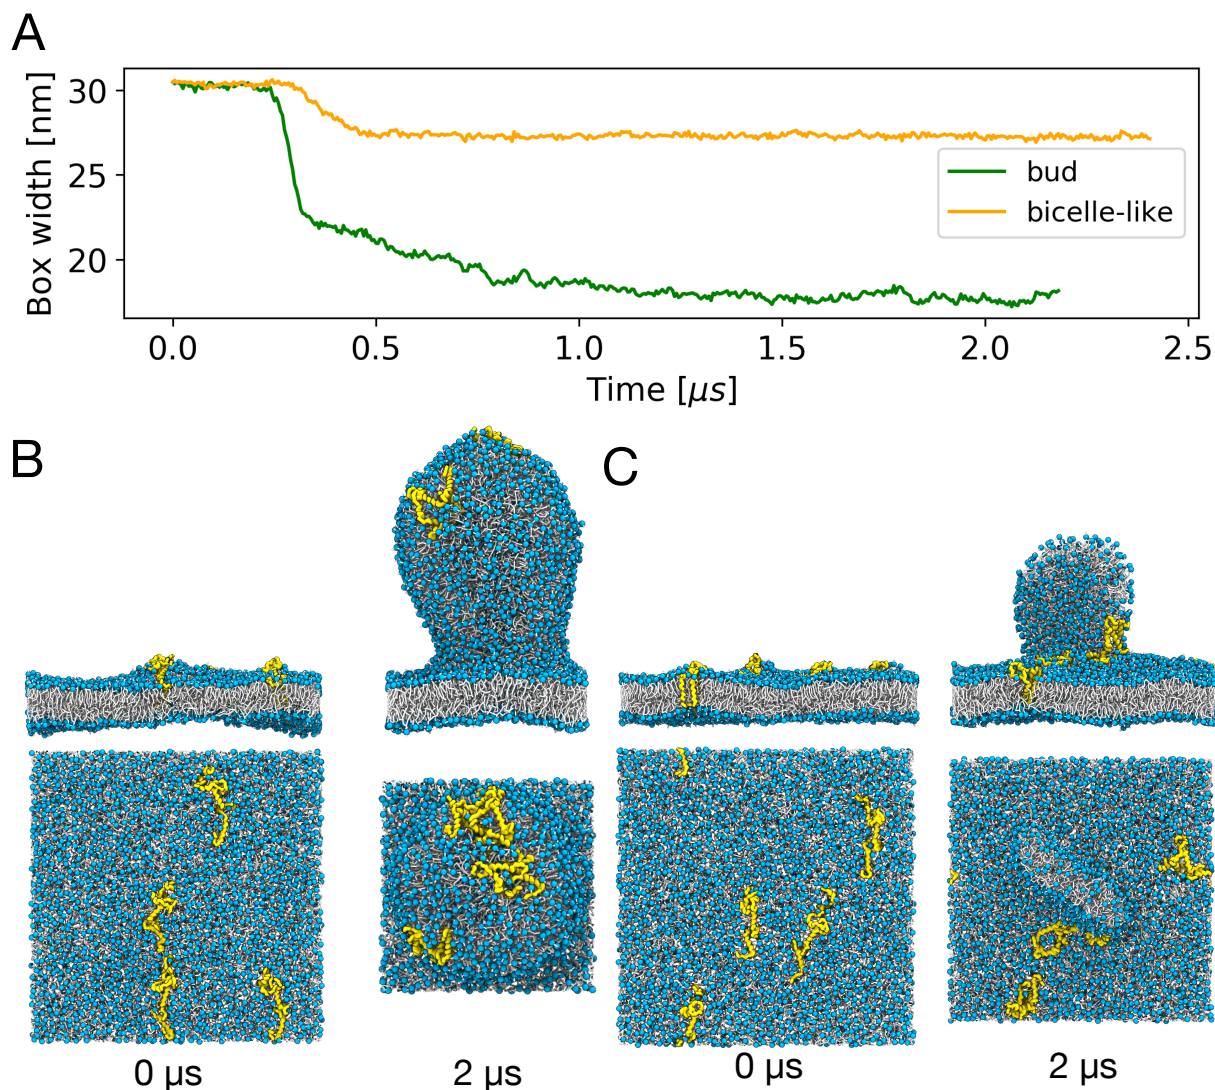 A
Box width [nm]
30
25
20
bud
bicelle-like
0.0 0.5 1.0 1.5 2.0 2.5
Time [μs]
B
C
0 μs 2 μs 0 μs 2 μs